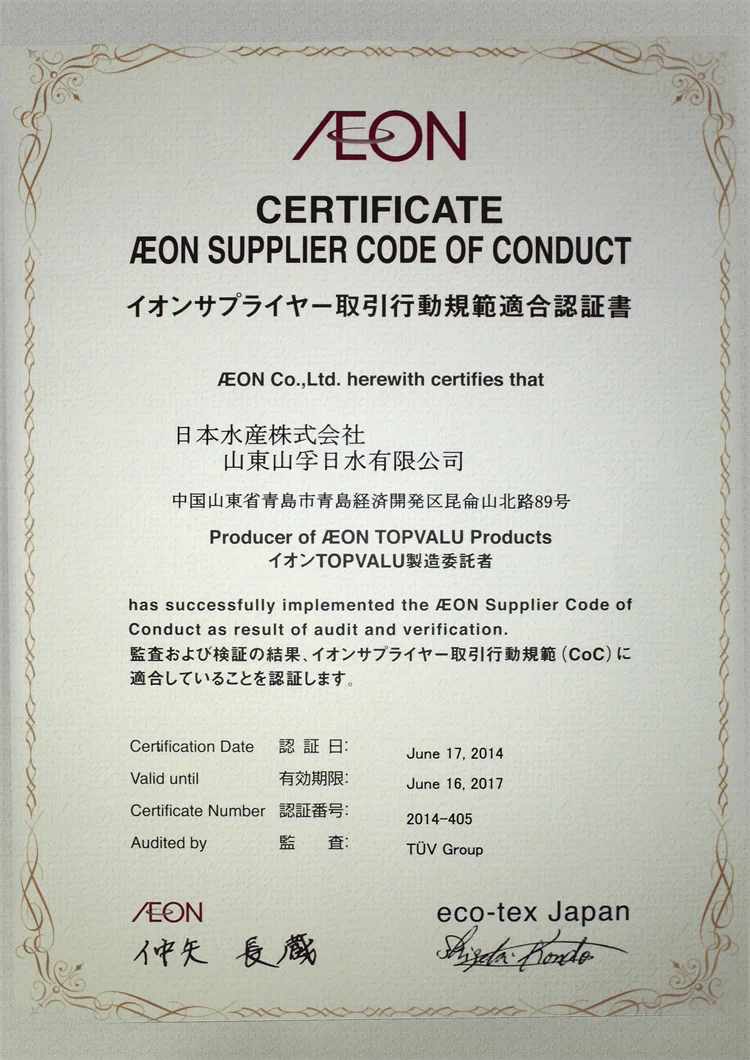 ÆON
CERTIFICATE
ÆON SUPPLIER CODE OF CONDUCT
イオンサプライヤー取引行動規範適合認証書
ÆON Co.,Ltd. herewith certifies that
日本水産株式会社
山東山孚日水有限公司
中国山東省青島市青島経済開発区昆侖山北路89号
Producer of ÆON TOPVALU Products
イオンTOPVALU製造委託者
has successfully implemented the ÆON Supplier Code of
Conduct as result of audit and verification.
監査および検証の結果、イオンサプライヤー取引行動規範（CoC）に
適合していることを認証します。
Certification Date 認証日: June 17, 2014
Valid until 有効期限: June 16, 2017
Certificate Number 認証番号: 2014-405
Audited by 監査: TÜV Group
ÆON eco-tex Japan
仲矢 長蔵 Shigeki Kondo